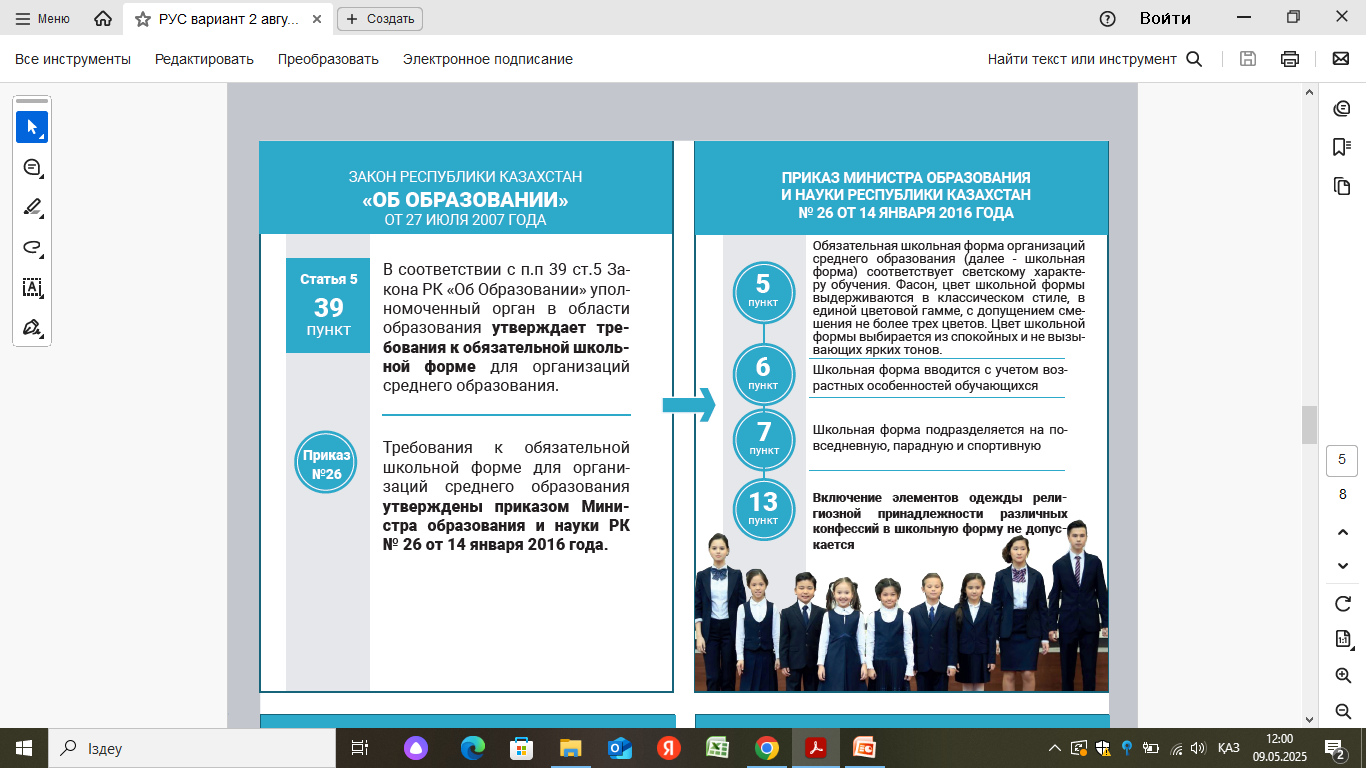 Меню
РУС вариант 2 авгу...
Создать
Войти
Все инструменты
Редактировать
Преобразовать
Электронное подписание
Найти текст или инструмент
ЗАКОН РЕСПУБЛИКИ КАЗАХСТАН
«ОБ ОБРАЗОВАНИИ»
ОТ 27 ИЮЛЯ 2007 ГОДА
Статья 5
39
пункт
В соответствии с п.п 39 ст.5 За-
кона РК «Об Образовании» упол-
номоченный орган в области
образования утверждает тре-
бования к обязательной школь-
ной форме для организаций
среднего образования.
Приказ
№26
Требования к обязательной
школьной форме для органи-
заций среднего образования
утверждены приказом Мини-
стра образования и науки РК
№ 26 от 14 января 2016 года.
ПРИКАЗ МИНИСТРА ОБРАЗОВАНИЯ
И НАУКИ РЕСПУБЛИКИ КАЗАХСТАН
№ 26 ОТ 14 ЯНВАРЯ 2016 ГОДА
5
пункт
Обязательная школьная форма организаций
среднего образования (далее - школьная
форма) соответствует светскому характе-
ру обучения. Фасон, цвет школьной формы
выдерживаются в классическом стиле, в
единой цветовой гамме, с допущением сме-
шения не более трех цветов. Цвет школьной
формы выбирается из спокойных и не вызы-
вающих ярких тонов.
6
пункт
Школьная форма вводится с учетом воз-
растных особенностей обучающихся
7
пункт
Школьная форма подразделяется на по-
вседневную, парадную и спортивную
13
пункт
Включение элементов одежды рели-
гиозной принадлежности различных
конфессий в школьную форму не допус-
кается
5
8
1:1
Іздеу
ҚАЗ
12:00
09.05.2025
2